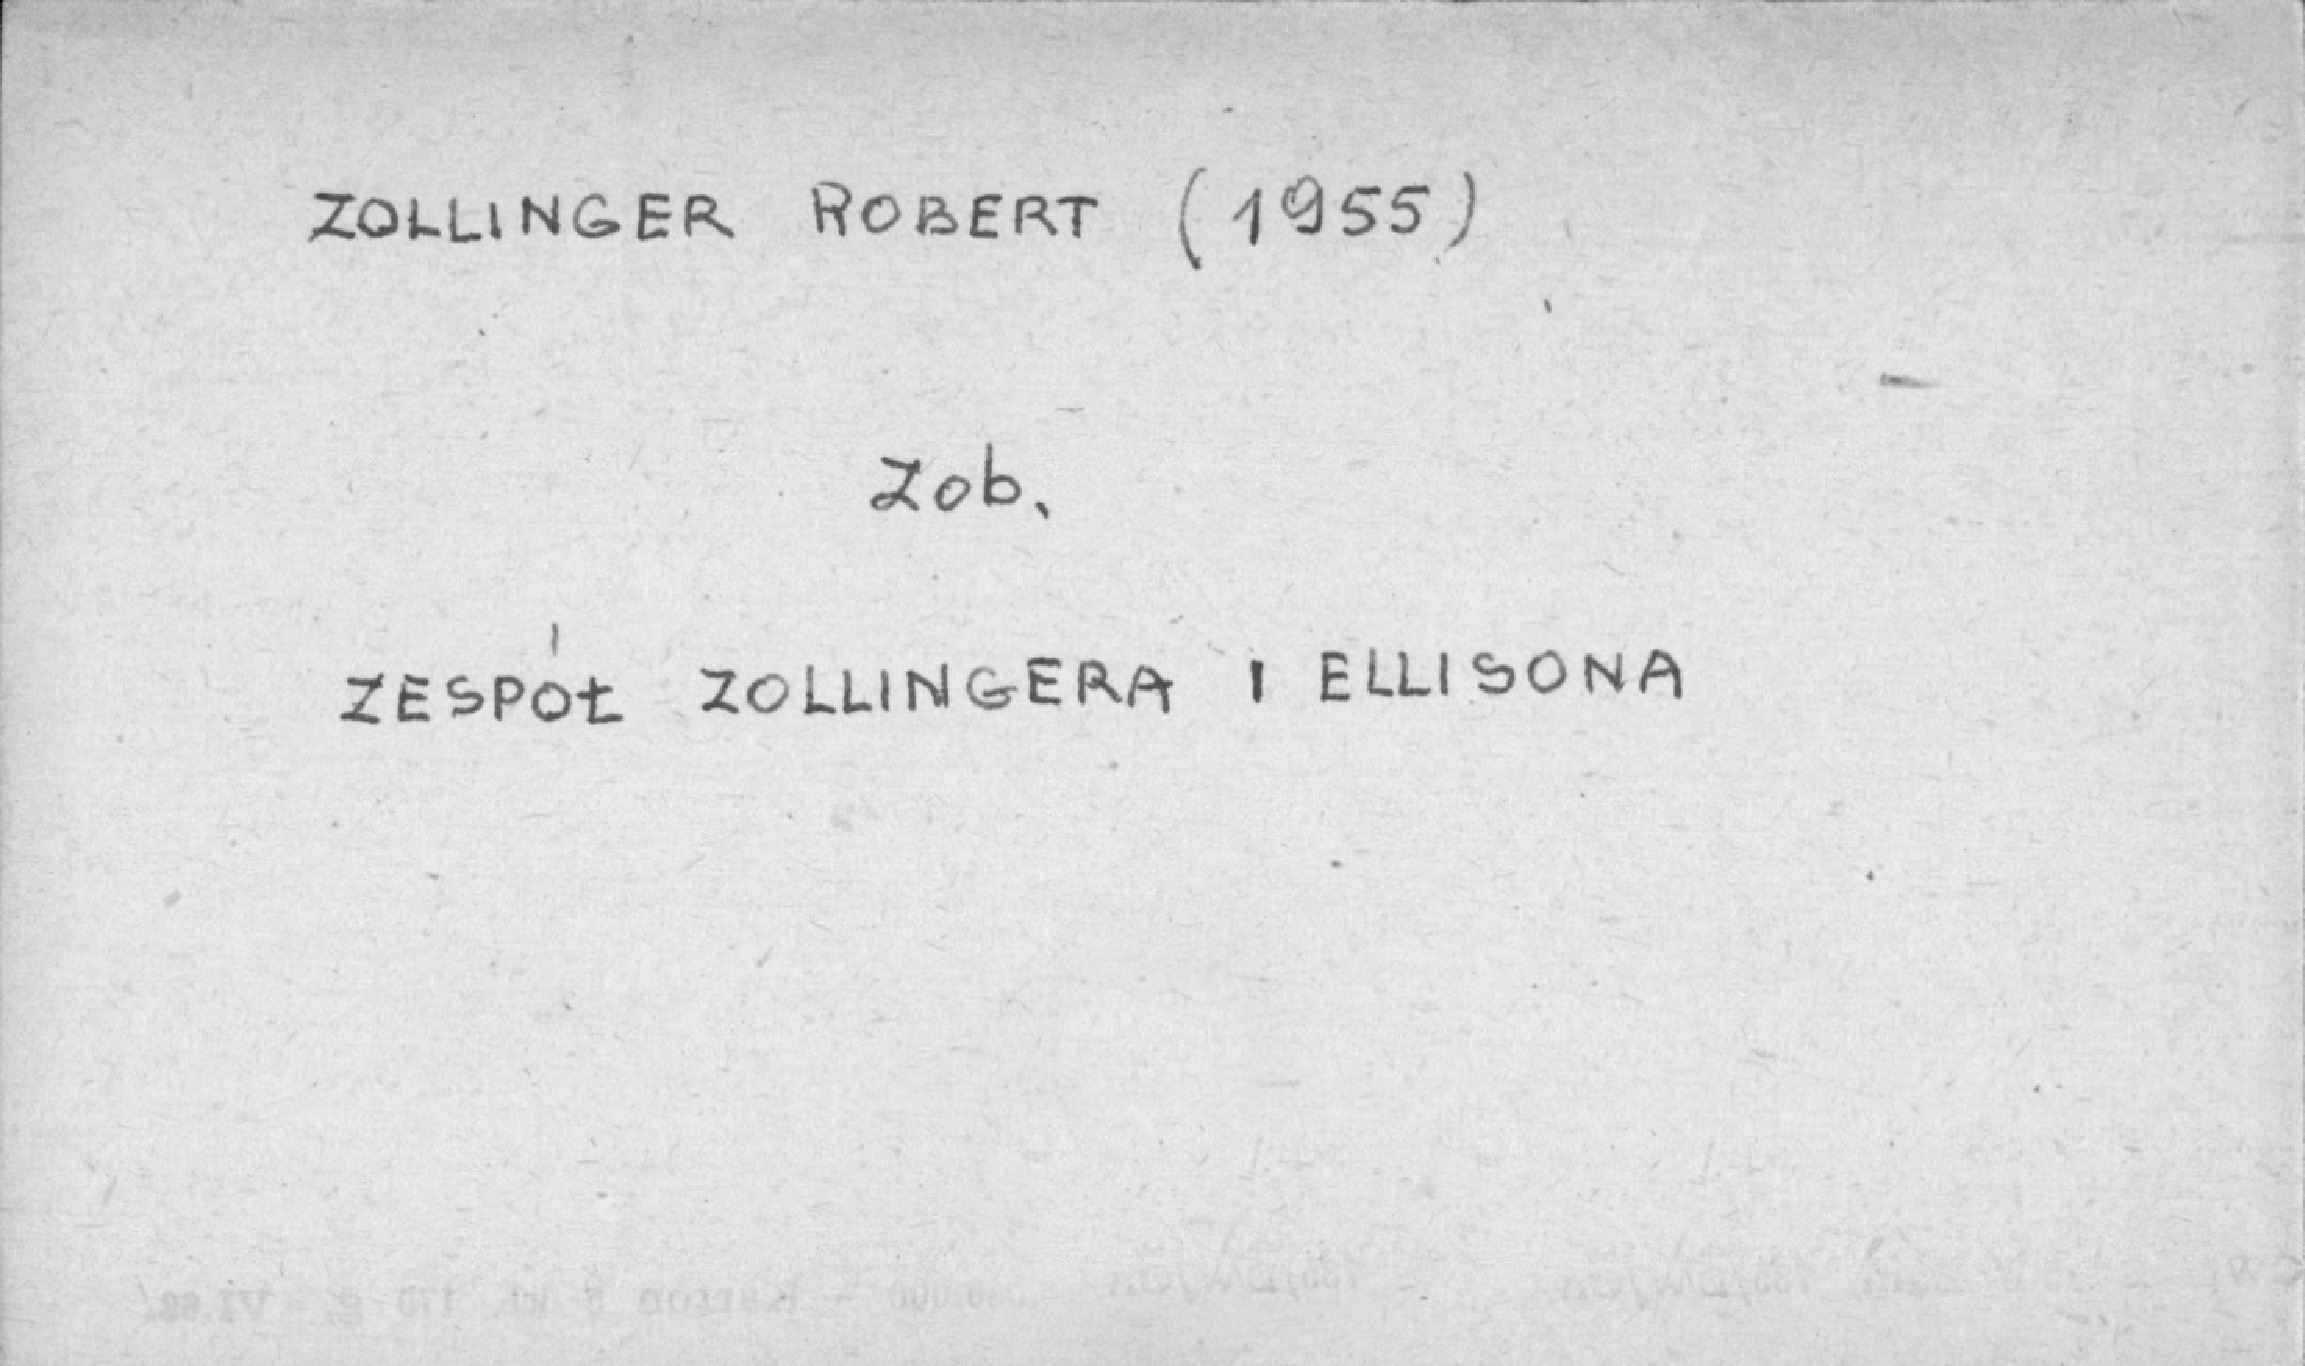 ZOLLINGER ROBERT (1955)
Zob.
ZESPÓŁ ZOLLINGERA I ELLISONA